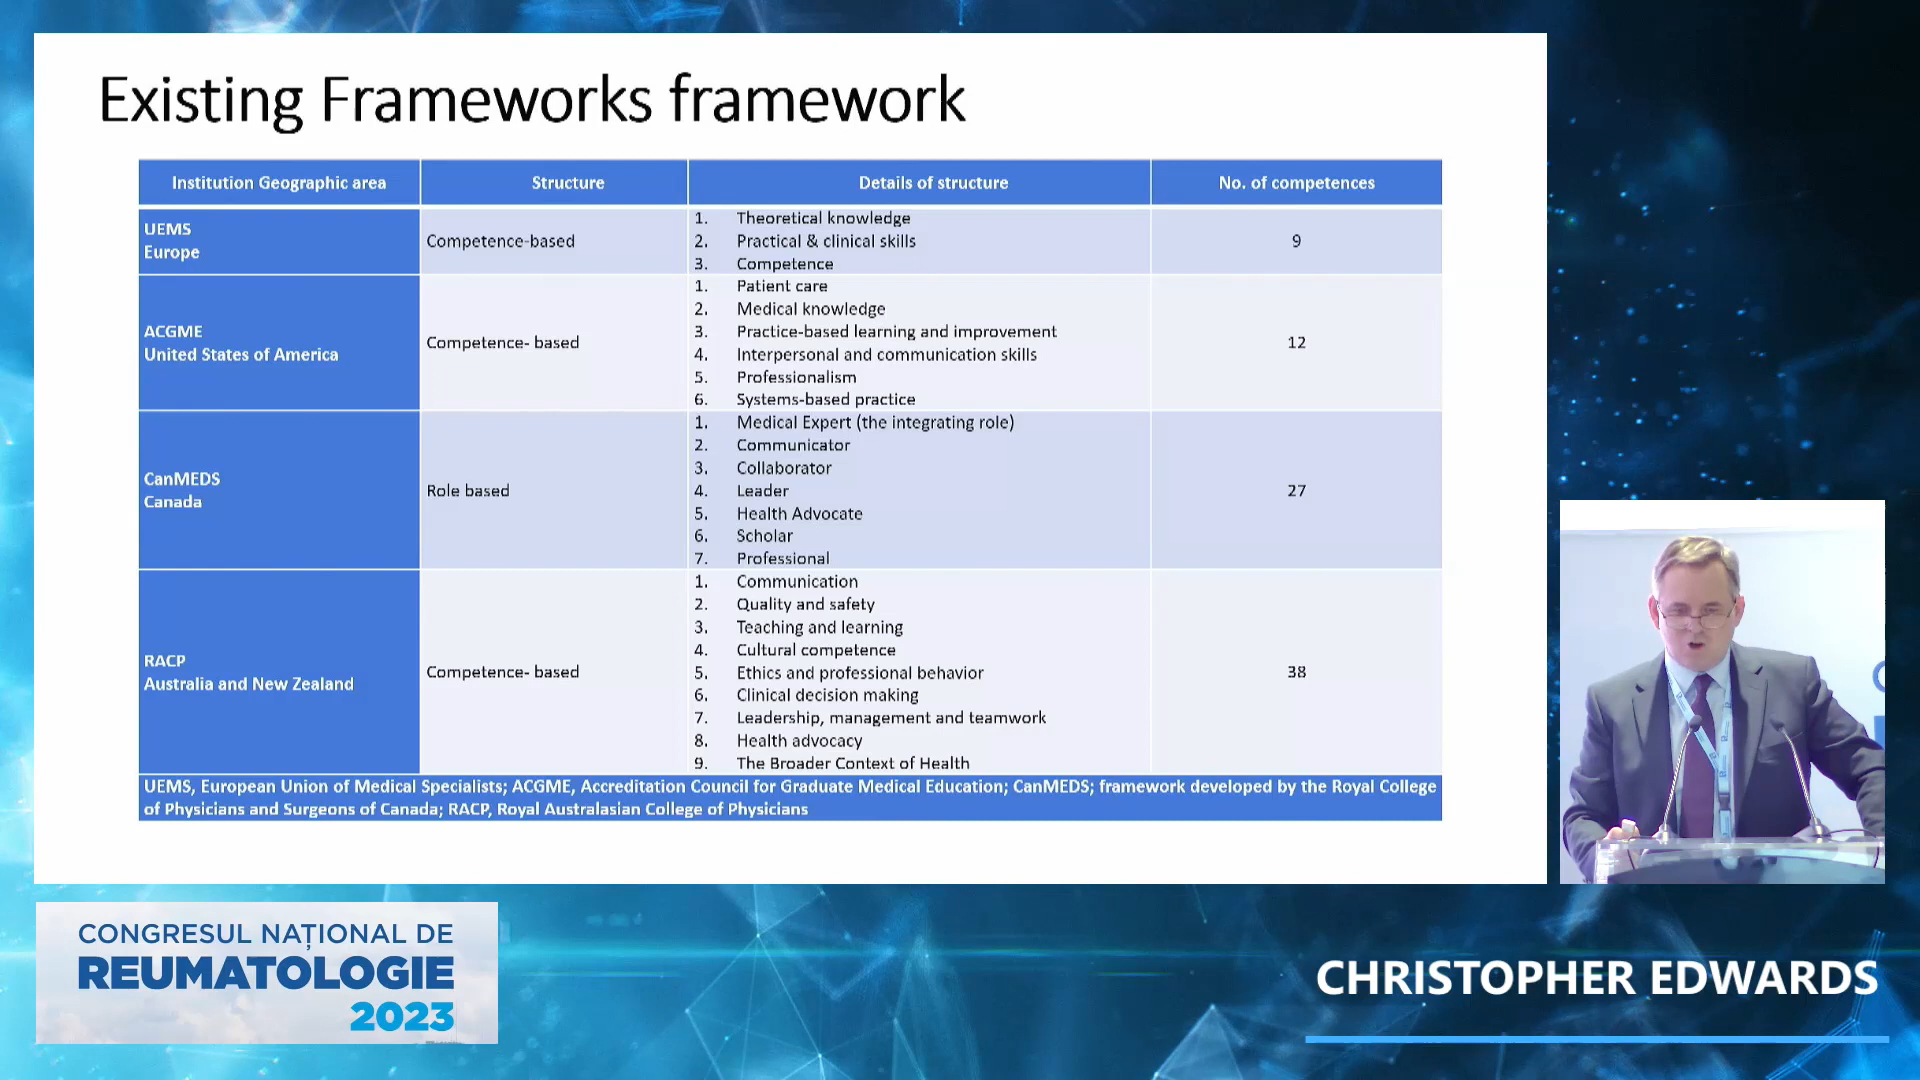 Existing Frameworks framework
Institution Geographic area
Structure
Details of structure
No. of competences
UEMS
Europe
Competence-based
1. Theoretical knowledge
2. Practical & clinical skills
3. Competence
9
ACGME
United States of America
Competence- based
1. Patient care
2. Medical knowledge
3. Practice-based learning and improvement
4. Interpersonal and communication skills
5. Professionalism
6. Systems-based practice
12
CanMEDS
Canada
Role based
1. Medical Expert (the integrating role)
2. Communicator
3. Collaborator
4. Leader
5. Health Advocate
6. Scholar
7. Professional
27
RACP
Australia and New Zealand
Competence- based
1. Communication
2. Quality and safety
3. Teaching and learning
4. Cultural competence
5. Ethics and professional behavior
6. Clinical decision making
7. Leadership, management and teamwork
8. Health advocacy
9. The Broader Context of Health
38
UEMS, European Union of Medical Specialists; ACGME, Accreditation Council for Graduate Medical Education; CanMEDS; framework developed by the Royal College
of Physicians and Surgeons of Canada; RACP, Royal Australasian College of Physicians
CONGRESUL NAȚIONAL DE
REUMATOLOGIE
2023
CHRISTOPHER EDWARDS